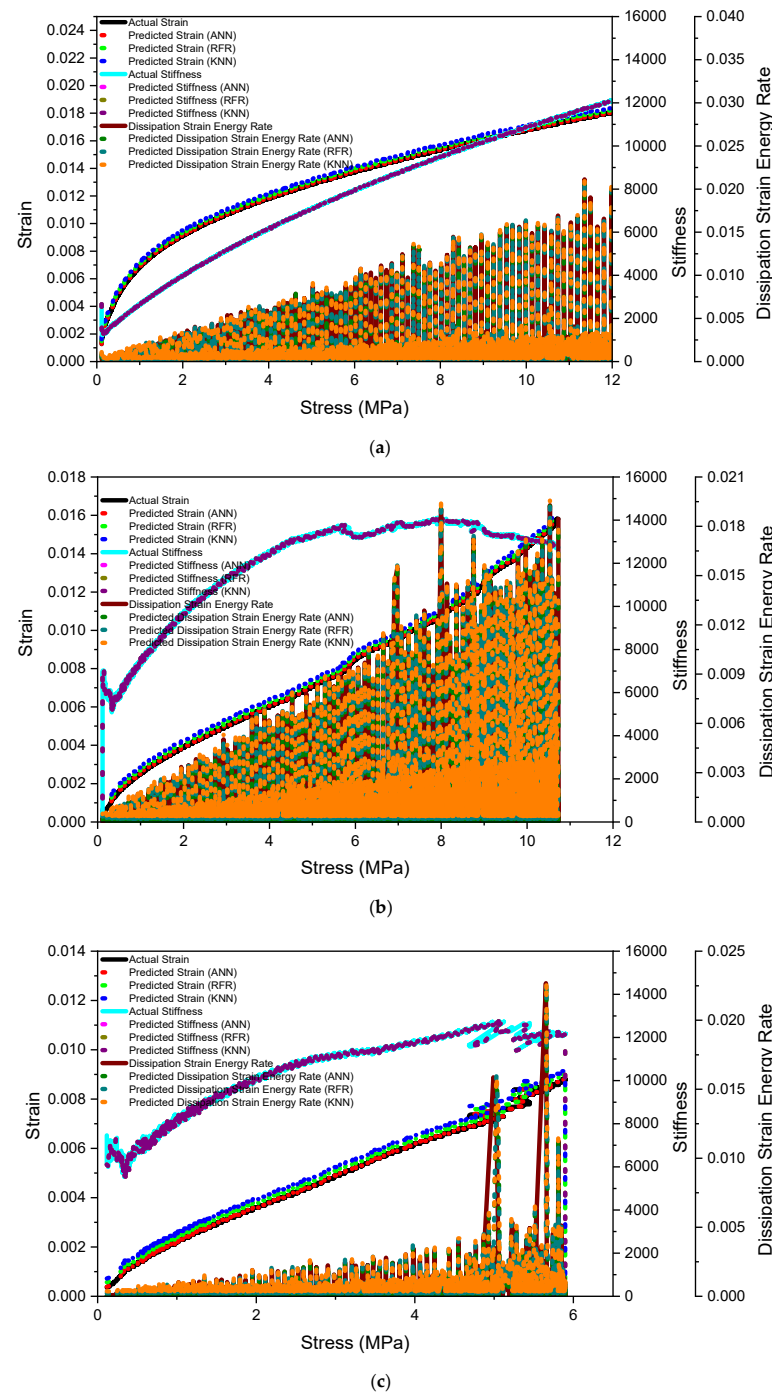 Actual Strain
Predicted Strain (ANN)
Predicted Strain (RFR)
Predicted Strain (KNN)
Actual Stiffness
Predicted Stiffness (ANN)
Predicted Stiffness (RFR)
Predicted Stiffness (KNN)
Dissipation Strain Energy Rate
Predicted Dissipation Strain Energy Rate (ANN)
Predicted Dissipation Strain Energy Rate (RFR)
Predicted Dissipation Strain Energy Rate (KNN)
0.024
0.022
0.020
0.018
0.016
0.014
0.012
0.010
0.008
0.006
0.004
0.002
0.000
Strain
16000
14000
12000
10000
8000
6000
4000
2000
0
Stiffness
0.040
0.035
0.030
0.025
0.020
0.015
0.010
0.005
0.000
Dissipation Strain Energy Rate
0 2 4 6 8 10 12
Stress (MPa)
(a)
Actual Strain
Predicted Strain (ANN)
Predicted Strain (RFR)
Predicted Strain (KNN)
Actual Stiffness
Predicted Stiffness (ANN)
Predicted Stiffness (RFR)
Predicted Stiffness (KNN)
Dissipation Strain Energy Rate
Predicted Dissipation Strain Energy Rate (ANN)
Predicted Dissipation Strain Energy Rate (RFR)
Predicted Dissipation Strain Energy Rate (KNN)
0.018
0.016
0.014
0.012
0.010
0.008
0.006
0.004
0.002
0.000
Strain
16000
14000
12000
10000
8000
6000
4000
2000
0
Stiffness
0.021
0.018
0.015
0.012
0.009
0.006
0.003
0.000
Dissipation Strain Energy Rate
0 2 4 6 8 10 12
Stress (MPa)
(b)
Actual Strain
Predicted Strain (ANN)
Predicted Strain (RFR)
Predicted Strain (KNN)
Actual Stiffness
Predicted Stiffness (ANN)
Predicted Stiffness (RFR)
Predicted Stiffness (KNN)
Dissipation Strain Energy Rate
Predicted Dissipation Strain Energy Rate (ANN)
Predicted Dissipation Strain Energy Rate (RFR)
Predicted Dissipation Strain Energy Rate (KNN)
0.014
0.012
0.010
0.008
0.006
0.004
0.002
0.000
Strain
16000
14000
12000
10000
8000
6000
4000
2000
0
Stiffness
0.025
0.020
0.015
0.010
0.005
0.000
Dissipation Strain Energy Rate
0 2 4 6
Stress (MPa)
(c)